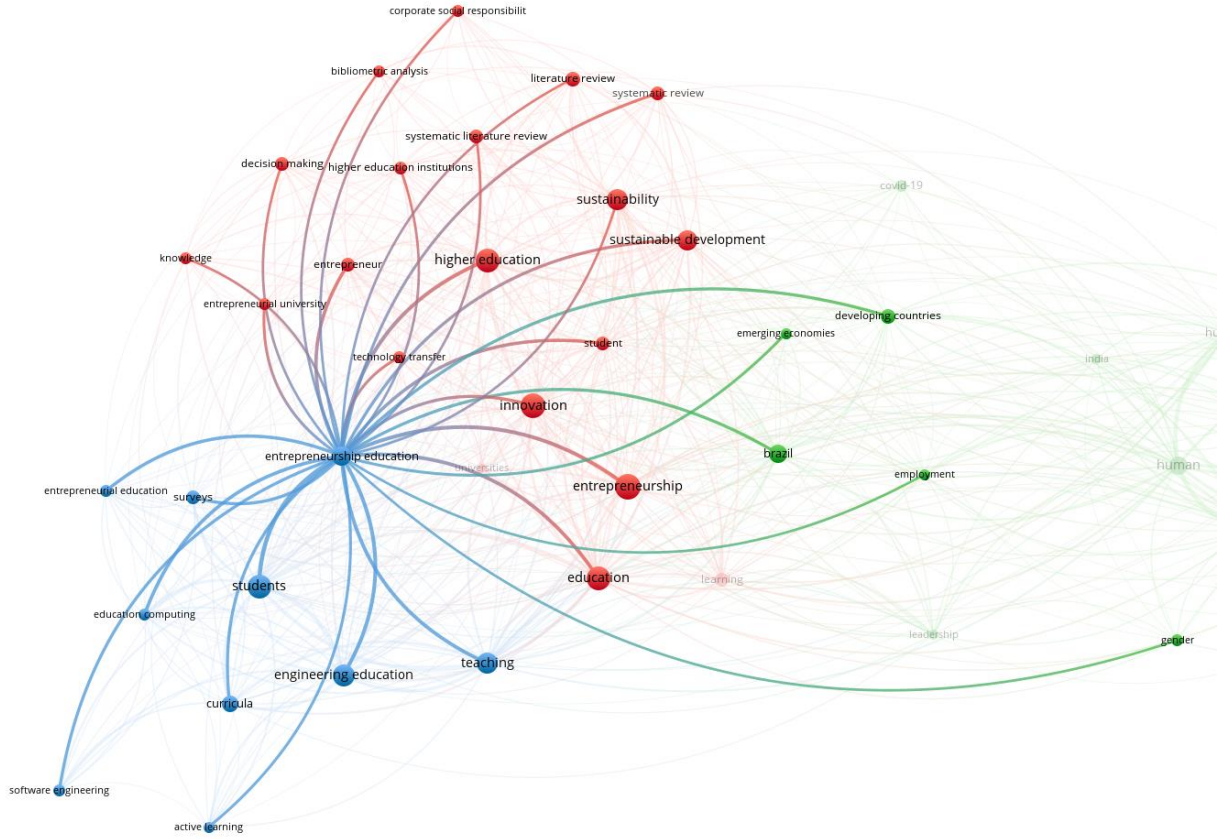 corporate social responsibilit
bibliometric analysis
literature review
systematic review
systematic literature review
decision making
higher education institutions
covid-19
sustainability
sustainable development
higher education
knowledge
entrepreneur
entrepreneurial university
developing countries
emerging economies
hu
student
technology transfer
india
innovation
entrepreneurship education
universities
brazil
human
employment
entrepreneurial education
surveys
entrepreneurship
education
learning
students
education computing
leadership
gender
teaching
engineering education
curricula
software engineering
active learning